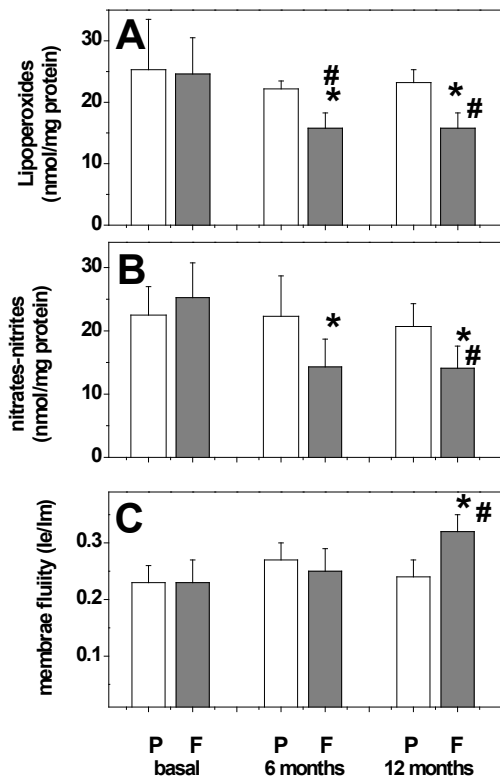 A
Lipoperoxides
(nmol/mg protein)
30
20
10
0
#
*
*
#
B
nitrates-nitrites
(nmol/mg protein)
30
20
10
0
*
*
#
C
membrae fluiity (Ie/Im)
0.3
0.2
0.1
* #
P F P F P F
basal 6 months 12 months